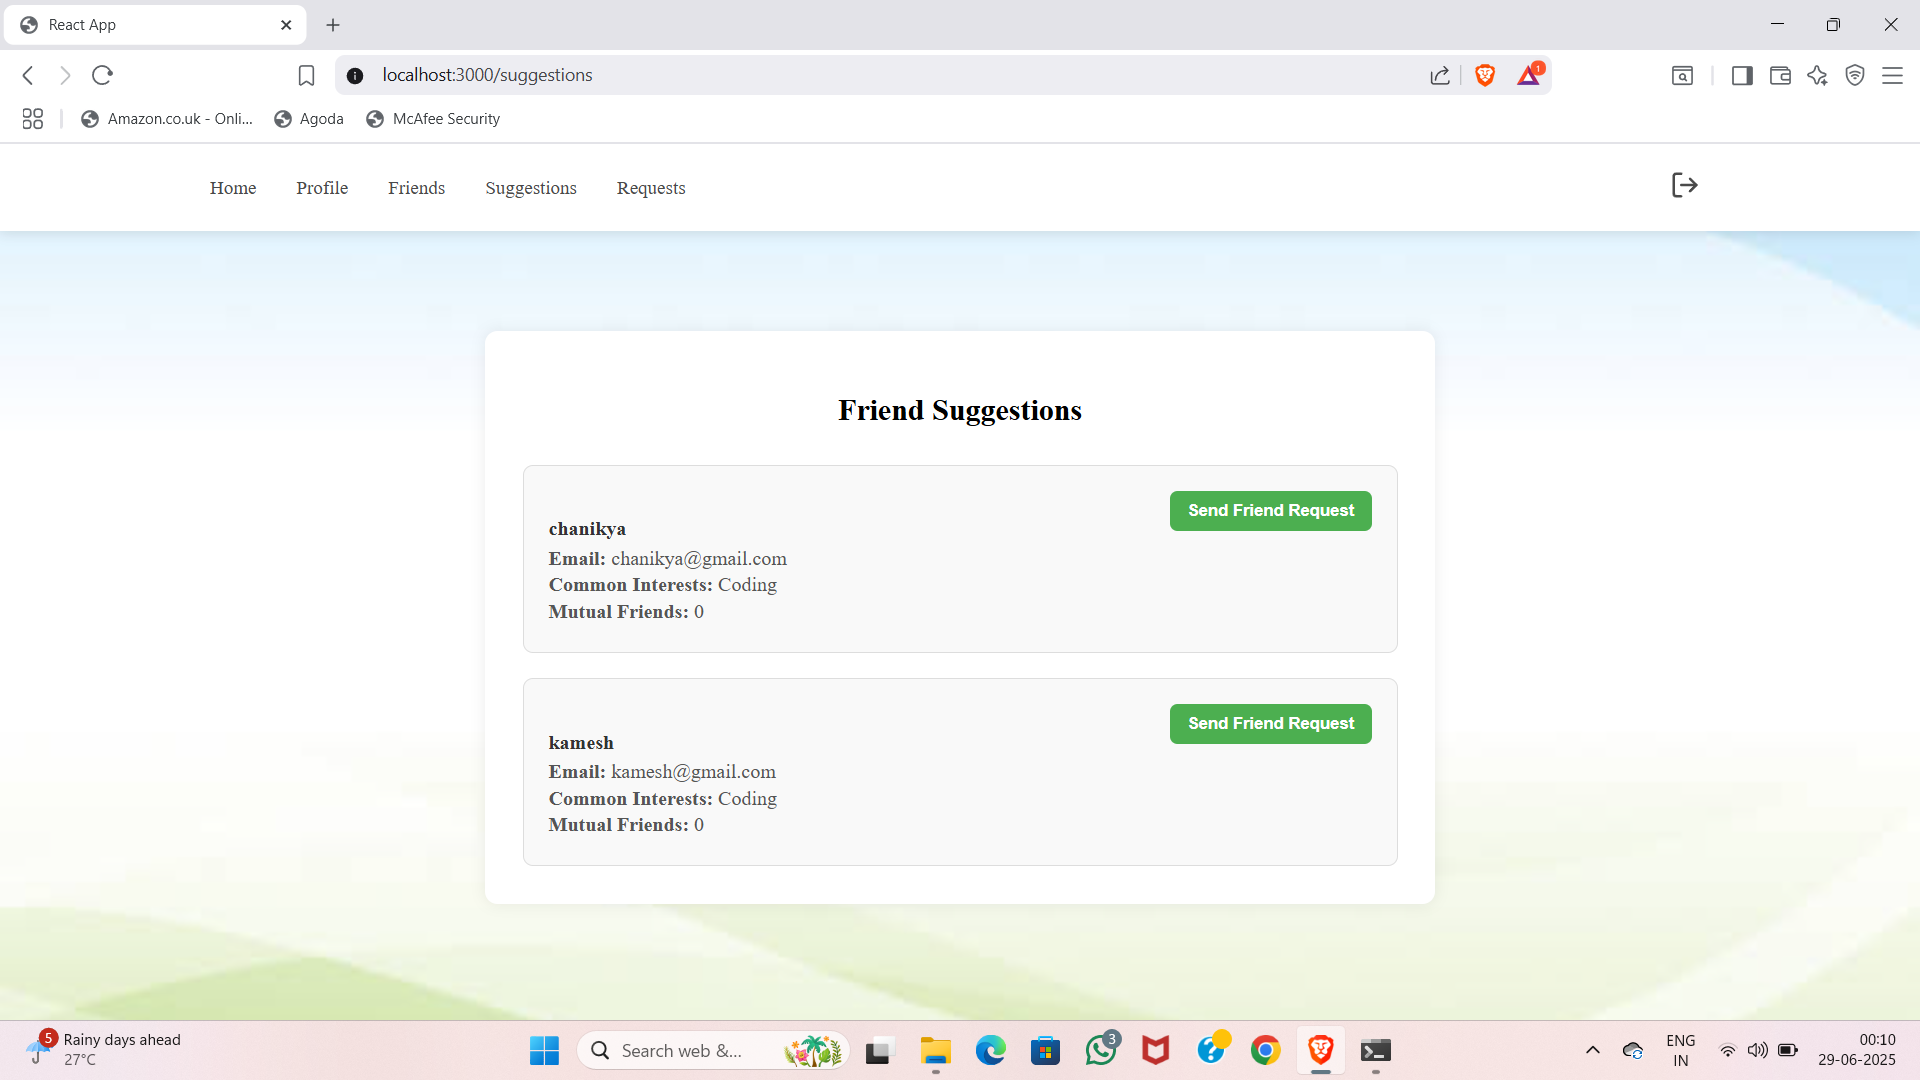 React App
localhost:3000/suggestions
1
Amazon.co.uk - Onli...
Agoda
McAfee Security
Home
Profile
Friends
Suggestions
Requests
Friend Suggestions
chanikya
Send Friend Request
Email: chanikya@gmail.com
Common Interests: Coding
Mutual Friends: 0
kamesh
Send Friend Request
Email: kamesh@gmail.com
Common Interests: Coding
Mutual Friends: 0
5
Rainy days ahead
27°C
Search web &...
3
ENG
IN
00:10
29-06-2025